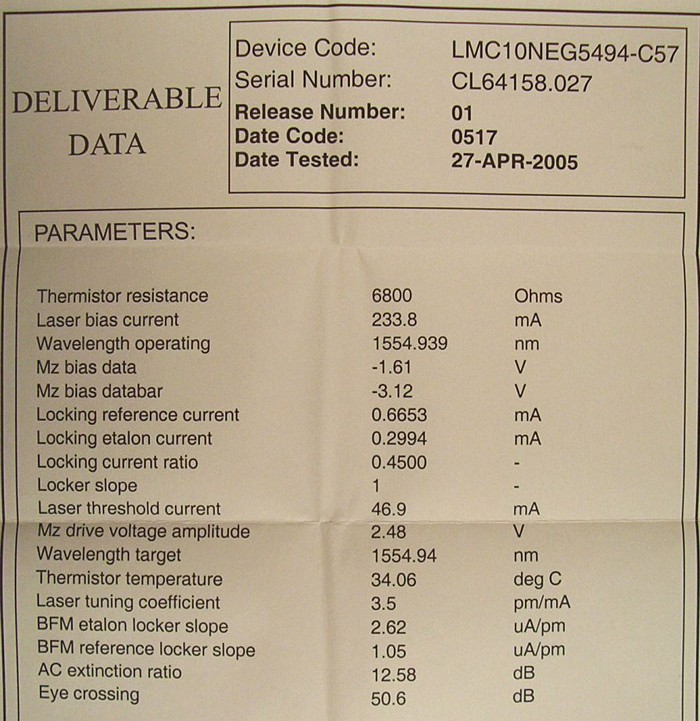 DELIVERABLE
DATA
Device Code: LMC10NEG5494-C57
Serial Number: CL64158.027
Release Number: 01
Date Code: 0517
Date Tested: 27-APR-2005
PARAMETERS:
Thermistor resistance 6800 Ohms
Laser bias current 233.8 mA
Wavelength operating 1554.939 nm
Mz bias data -1.61 V
Mz bias databar -3.12 V
Locking reference current 0.6653 mA
Locking etalon current 0.2994 mA
Locking current ratio 0.4500 -
Locker slope 1 -
Laser threshold current 46.9 mA
Mz drive voltage amplitude 2.48 V
Wavelength target 1554.94 nm
Thermistor temperature 34.06 deg C
Laser tuning coefficient 3.5 pm/mA
BFM etalon locker slope 2.62 uA/pm
BFM reference locker slope 1.05 uA/pm
AC extinction ratio 12.58 dB
Eye crossing 50.6 dB